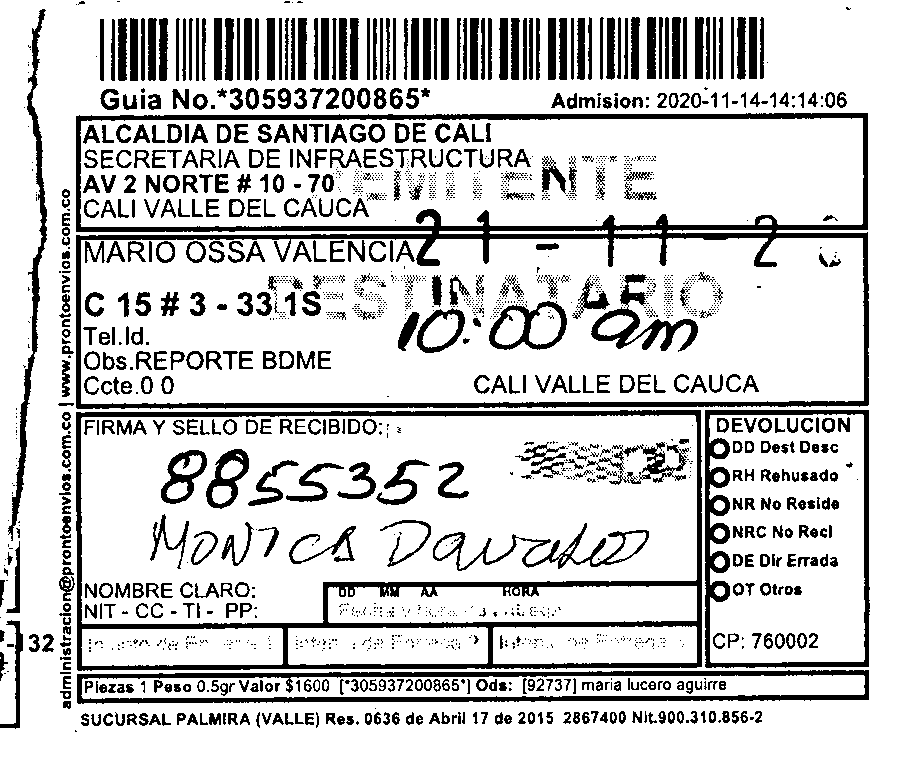 Guia No.*305937200865*
Admision: 2020-11-14-14:14:06
ALCALDIA DE SANTIAGO DE CALI
SECRETARIA DE INFRAESTRUCTURA
AV 2 NORTE # 10 - 70
CALI VALLE DEL CAUCA
REMITENTE
MARIO OSSA VALENCIA
21 - 11 - 20
DESTINATARIO
C 15 # 3 - 33 1S
10:00 am
Tel.Id.
Obs.REPORTE BDME
Ccte.0 0
CALI VALLE DEL CAUCA
FIRMA Y SELLO DE RECIBIDO:
8855352
MONICA
NOMBRE CLARO:
NIT - CC - TI - PP:
DD MM AA HORA
DEVOLUCION
DD Dest Desc
RH Rehusado
NR No Reside
NRC No Recl
DE Dir Errada
OT Otros
CP: 760002
32
administracion@prontoenvios.com.co | www.prontoenvios.com.co
Piezas 1 Peso 0.5gr Valor $1600 [*305937200865*] Ods: [92737] maria lucero aguirre
SUCURSAL PALMIRA (VALLE) Res. 0636 de Abril 17 de 2015 2867400 Nit.900.310.856-2